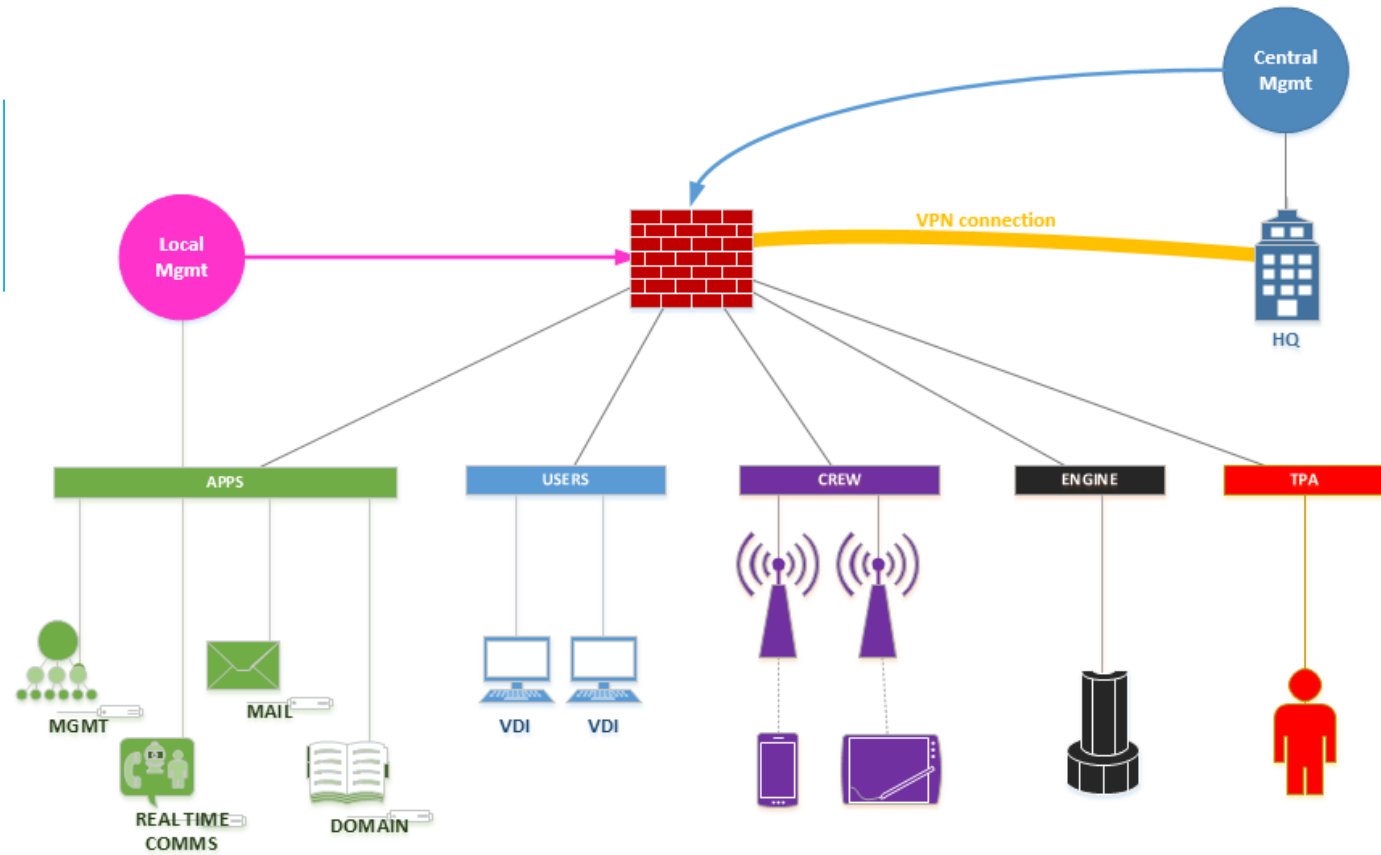 Central
Mgmt
VPN connection
Local
Mgmt
HQ
APPS
USERS
CREW
ENGINE
TPA
MGMT
MAIL
VDI
VDI
REAL TIME
COMMS
DOMAIN